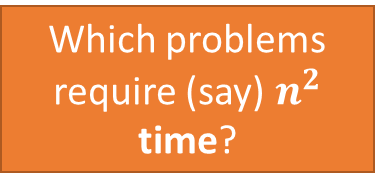 Which problems
require (say) n²
time?